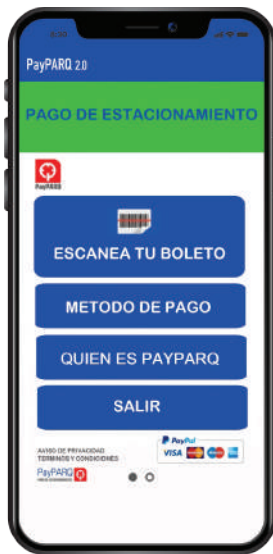 PayPARQ 2.0
PAGO DE ESTACIONAMIENTO
PayPARQ
ESCANEA TU BOLETO
METODO DE PAGO
QUIEN ES PAYPARQ
SALIR
PayPal
VISA
AVISO DE PRIVACIDAD
TERMINOS Y CONDICIONES
PayPARQ